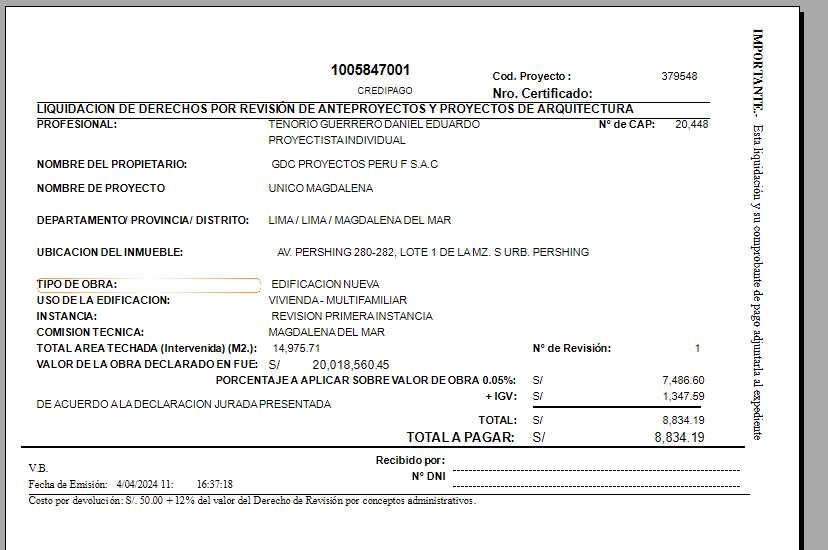 1005847001
Cod. Proyecto : 379548
CREDIPAGO
Nro. Certificado:
LIQUIDACION DE DERECHOS POR REVISIÓN DE ANTEPROYECTOS Y PROYECTOS DE ARQUITECTURA
PROFESIONAL: TENORIO GUERRERO DANIEL EDUARDO Nº de CAP: 20,448
PROYECTISTA INDIVIDUAL
NOMBRE DEL PROPIETARIO: GDC PROYECTOS PERU F S.A.C
NOMBRE DE PROYECTO UNICO MAGDALENA
DEPARTAMENTO/ PROVINCIA/ DISTRITO: LIMA / LIMA / MAGDALENA DEL MAR
UBICACION DEL INMUEBLE: AV. PERSHING 280-282, LOTE 1 DE LA MZ. S URB. PERSHING
TIPO DE OBRA: EDIFICACION NUEVA
USO DE LA EDIFICACION: VIVIENDA - MULTIFAMILIAR
INSTANCIA: REVISION PRIMERA INSTANCIA
COMISION TECNICA: MAGDALENA DEL MAR
TOTAL AREA TECHADA (Intervenida) (M2.): 14,975.71 Nº de Revisión: 1
VALOR DE LA OBRA DECLARADO EN FUE: S/ 20,018,560.45
PORCENTAJE A APLICAR SOBRE VALOR DE OBRA 0.05%: S/ 7,486.60
+ IGV: S/ 1,347.59
DE ACUERDO A LA DECLARACION JURADA PRESENTADA
TOTAL: S/ 8,834.19
TOTAL A PAGAR: S/ 8,834.19
Recibido por:
V.B.
Nº DNI
Fecha de Emisión: 4/04/2024 11: 16:37:18
Costo por devolución: S/. 50.00 + 12% del valor del Derecho de Revisión por conceptos administrativos.
IMPORTANTE.- Esta liquidación y su comprobante de pago adjuntarla al expediente